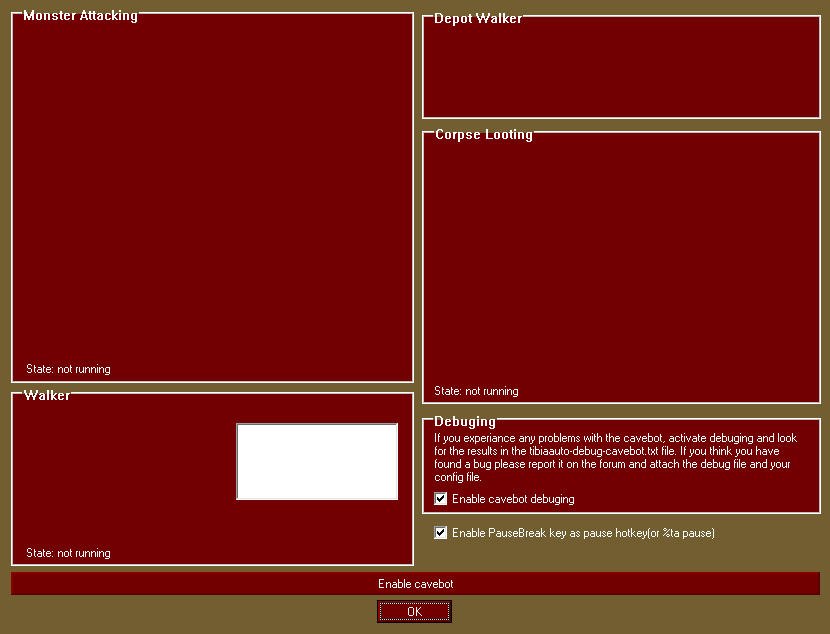 Monster Attacking
State: not running
Walker
State: not running
Depot Walker
Corpse Looting
State: not running
Debuging
If you experiance any problems with the cavebot, activate debuging and look
for the results in the tibiaauto-debug-cavebot.txt file. If you think you have
found a bug please report it on the forum and attach the debug file and your
config file.
Enable cavebot debuging
Enable PauseBreak key as pause hotkey(or %ta pause)
Enable cavebot
OK